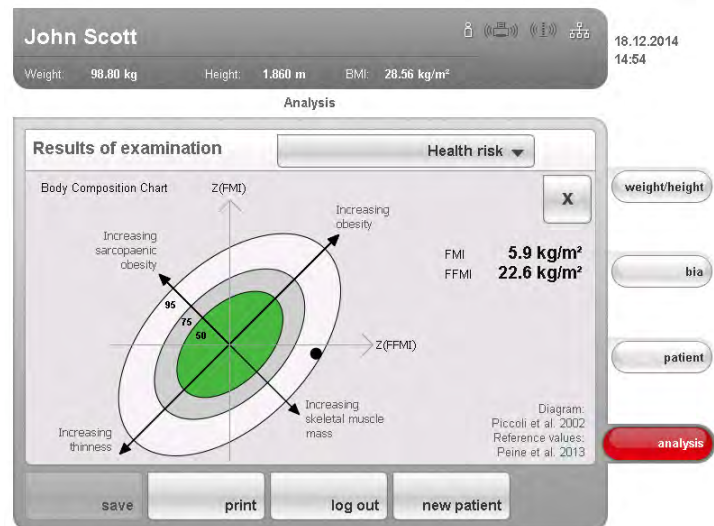 John Scott
18.12.2014
14:54
Weight: 98.80 kg Height: 1.860 m BMI: 28.56 kg/m²
Analysis
Results of examination
Health risk
Body Composition Chart
Z(FMI)
X
Increasing
obesity
Increasing
sarcopaenic
obesity
FMI 5.9 kg/m²
FFMI 22.6 kg/m²
95
75
50
Z(FFMI)
Increasing
skeletal muscle
mass
Increasing
thinness
Diagram:
Piccoli et al. 2002
Reference values:
Peine et al. 2013
weight/height
bia
patient
analysis
save
print
log out
new patient